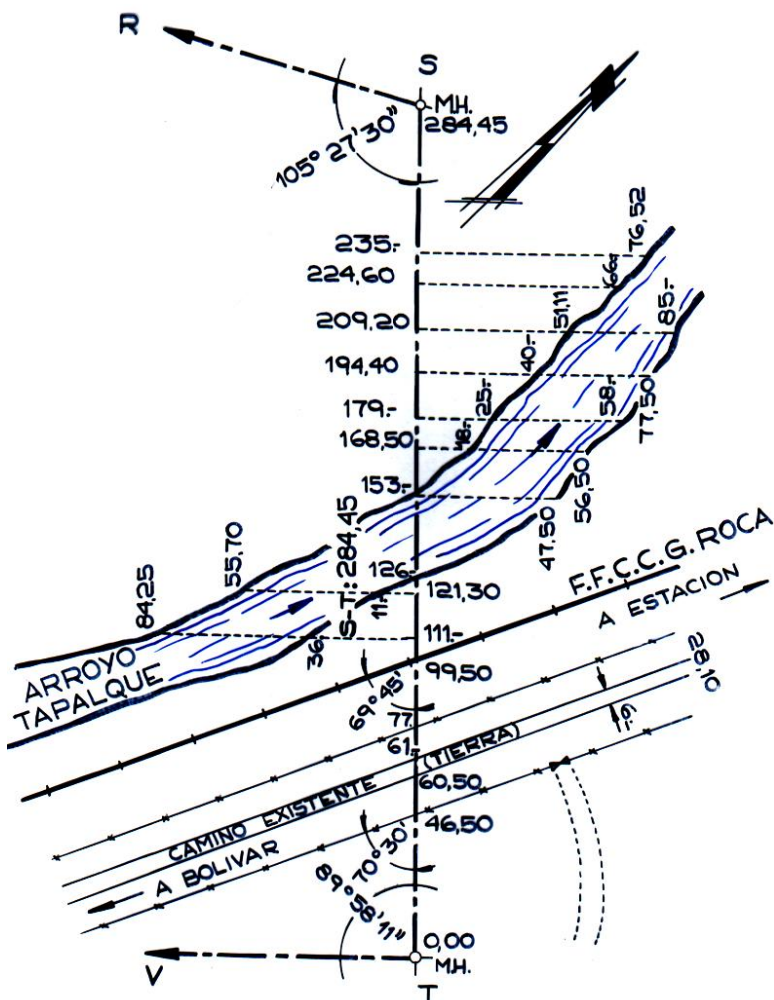 R
S
M.H.
284,45
105° 27' 30"
235.-
76,52
224,60
66.-
209,20
51,11
85.-
194,40
40.-
179.-
25.-
58.-
77,50
168,50
18.-
56,50
153.-
47,50
S-T: 284,45
126.-
55,70
11.-
121,30
84,25
36.-
111.-
F.F.C.C.G. ROCA
A ESTACION
ARROYO
TAPALQUE
99,50
69° 45'
28,10
77.
61.-
(TIERRA)
60,50
CAMINO EXISTENTE
46,50
A BOLIVAR
70° 30'
89° 58' 11"
0,00
M.H.
V
T